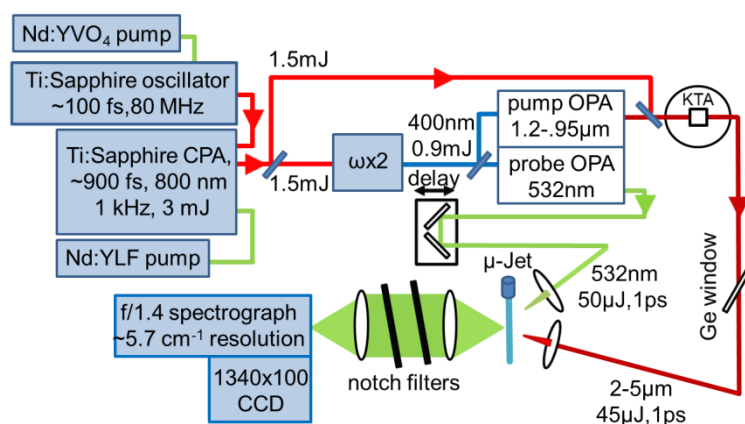 Nd:YVO₄ pump
Ti:Sapphire oscillator
~100 fs,80 MHz
Ti:Sapphire CPA,
~900 fs, 800 nm
1 kHz, 3 mJ
Nd:YLF pump
1.5mJ
1.5mJ
ωx2
400nm
0.9mJ
delay
pump OPA
1.2-.95μm
probe OPA
532nm
KTA
Ge window
μ-Jet
532nm
50μJ,1ps
2-5μm
45μJ,1ps
notch filters
f/1.4 spectrograph
~5.7 cm⁻¹ resolution
1340x100
CCD